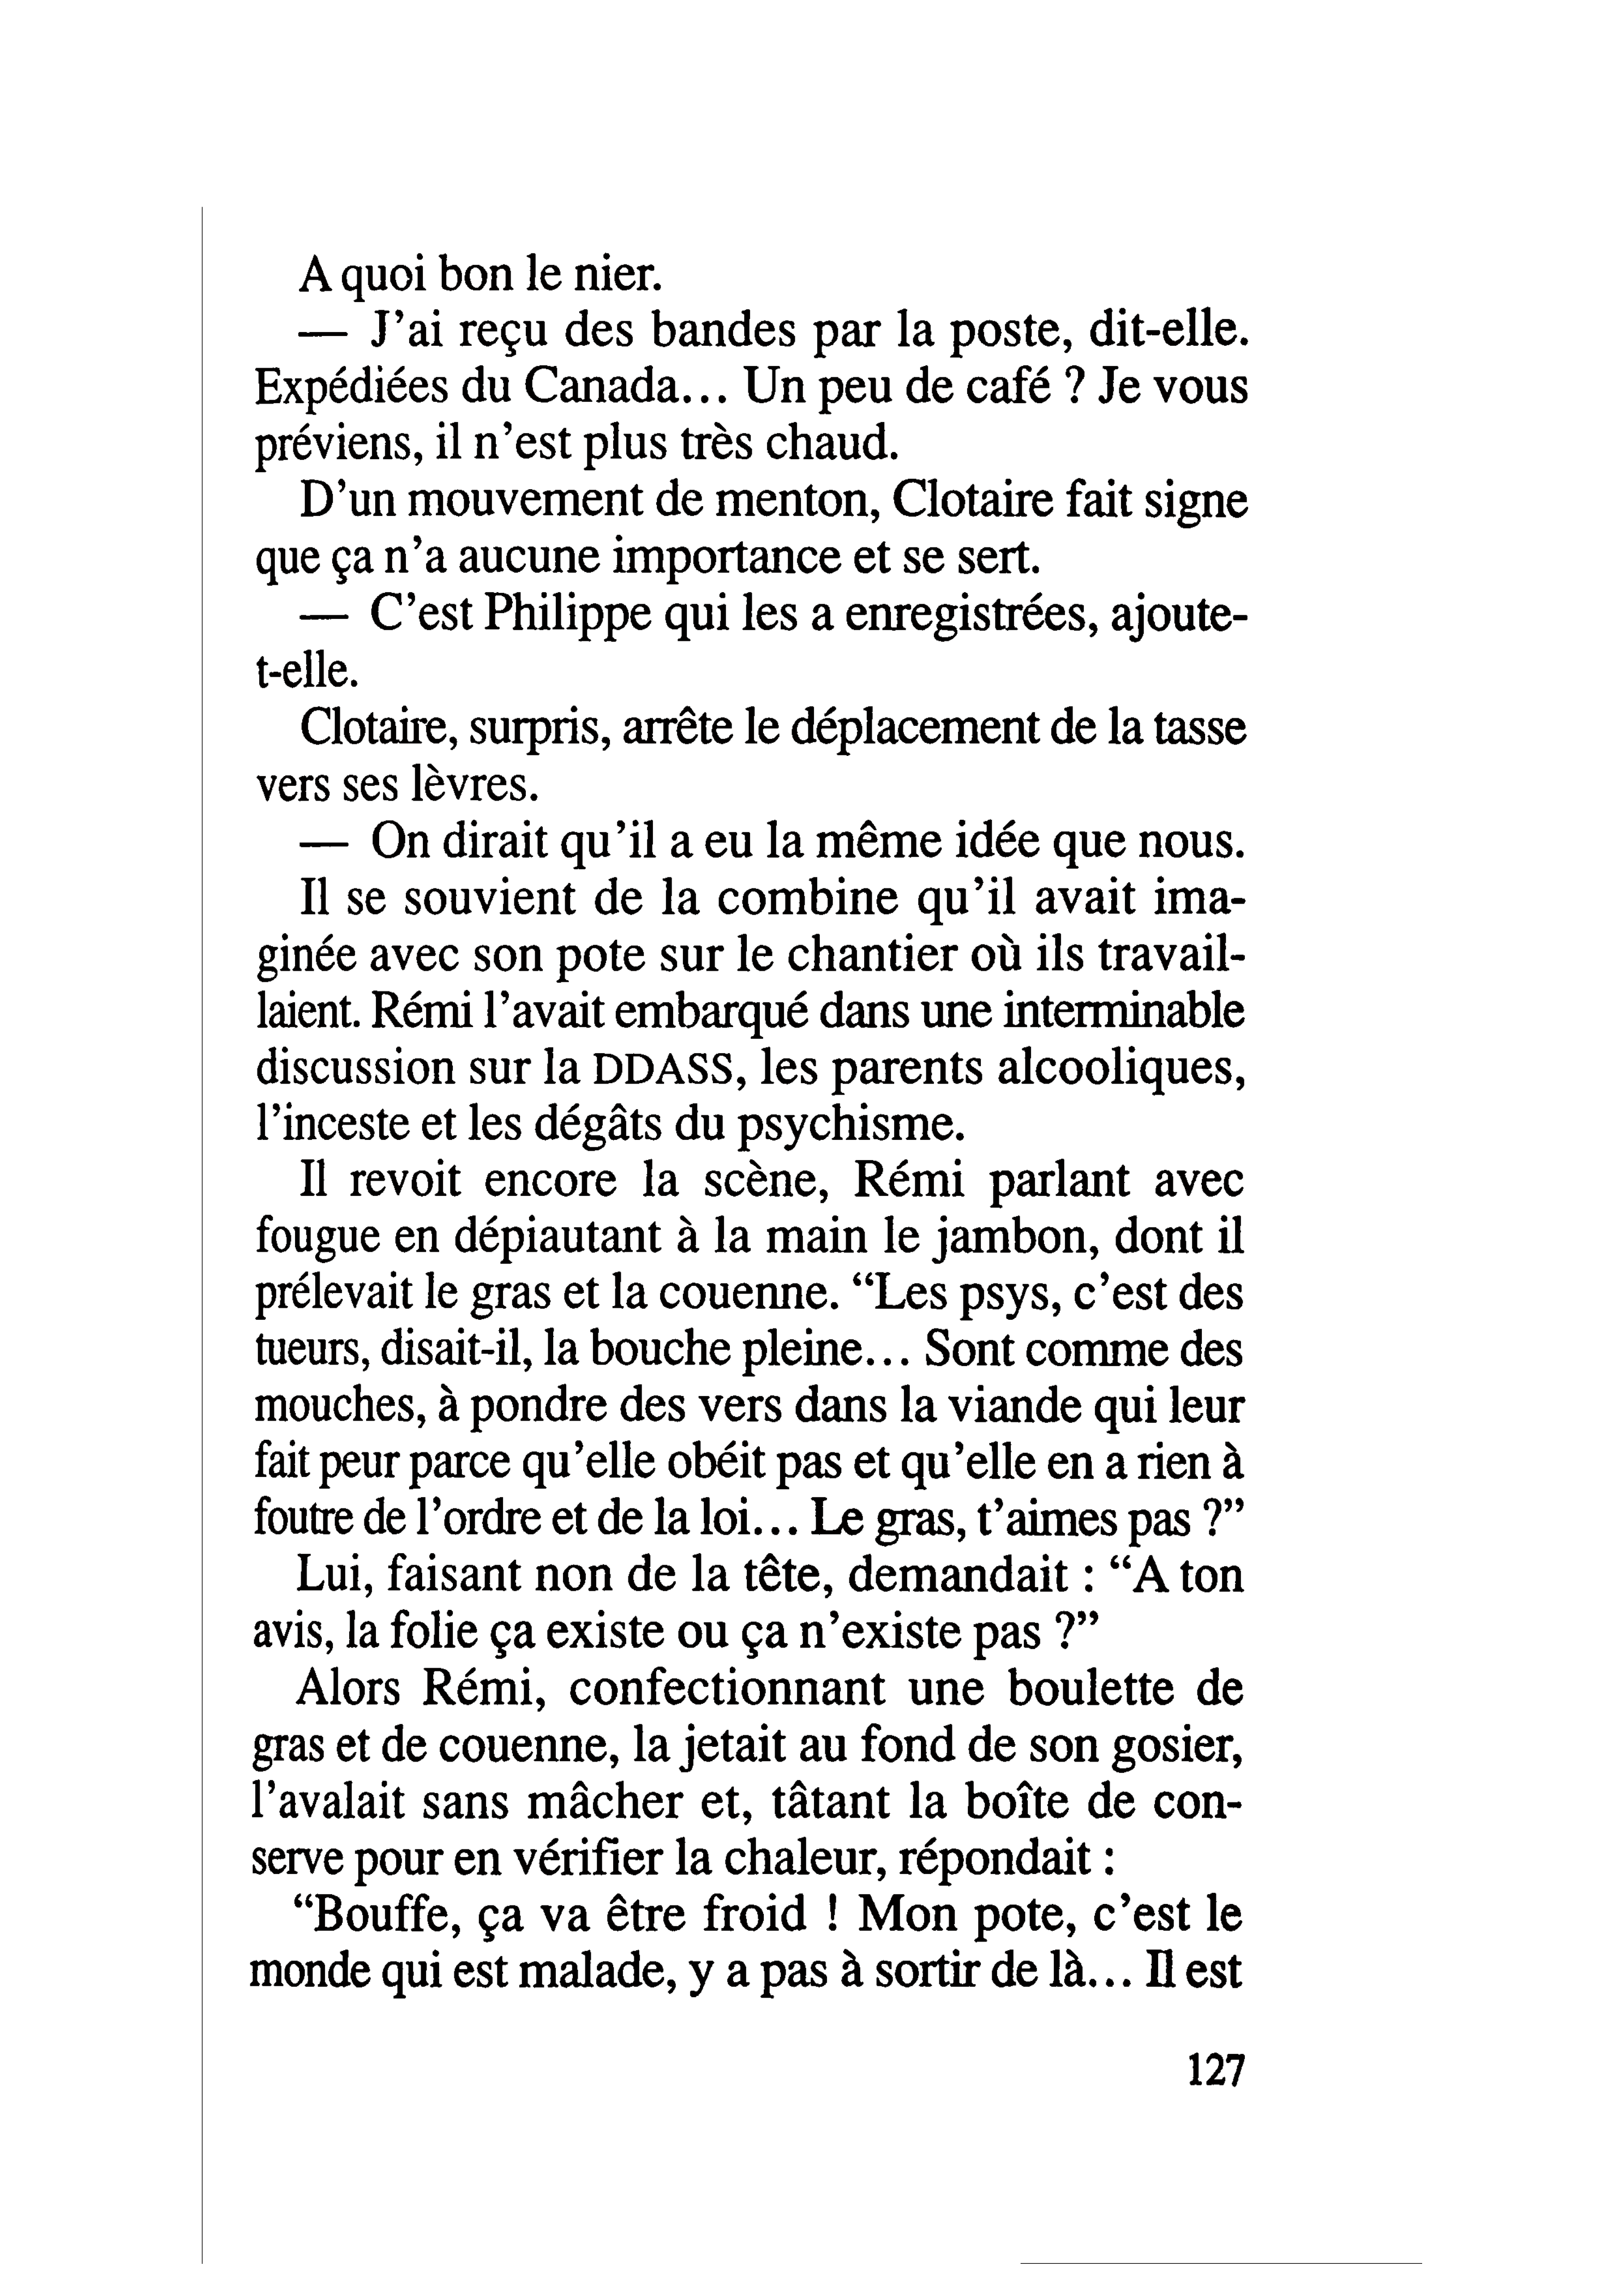 A quoi bon le nier.
— J'ai reçu des bandes par la poste, dit-elle.
Expédiées du Canada... Un peu de café ? Je vous
préviens, il n'est plus très chaud.
D'un mouvement de menton, Clotaire fait signe
que ça n'a aucune importance et se sert.
— C'est Philippe qui les a enregistrées, ajoute-
t-elle.
Clotaire, surpris, arrête le déplacement de la tasse
vers ses lèvres.
— On dirait qu'il a eu la même idée que nous.
Il se souvient de la combine qu'il avait ima-
ginée avec son pote sur le chantier où ils travail-
laient. Rémi l'avait embarqué dans une interminable
discussion sur la DDASS, les parents alcooliques,
l'inceste et les dégâts du psychisme.
Il revoit encore la scène, Rémi parlant avec
fougue en dépiautant à la main le jambon, dont il
prélevait le gras et la couenne. “Les psys, c'est des
tueurs, disait-il, la bouche pleine... Sont comme des
mouches, à pondre des vers dans la viande qui leur
fait peur parce qu'elle obéit pas et qu'elle en a rien à
foutre de l'ordre et de la loi... Le gras, t'aimes pas ?”
Lui, faisant non de la tête, demandait : “A ton
avis, la folie ça existe ou ça n'existe pas ?”
Alors Rémi, confectionnant une boulette de
gras et de couenne, la jetait au fond de son gosier,
l'avalait sans mâcher et, tâtant la boîte de con-
serve pour en vérifier la chaleur, répondait :
“Bouffe, ça va être froid ! Mon pote, c'est le
monde qui est malade, y a pas à sortir de là... Il est
127